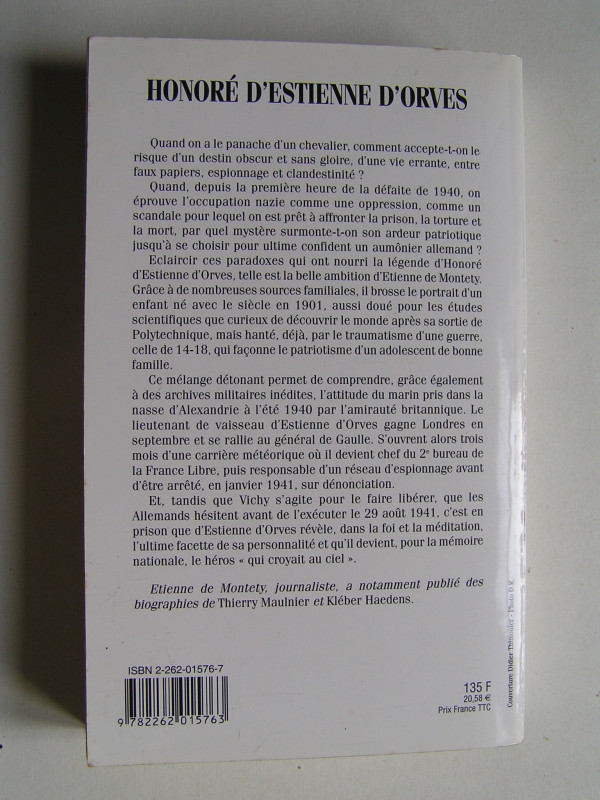 HONORÉ D'ESTIENNE D'ORVES
Quand on a le panache d'un chevalier, comment accepte-t-on le
risque d'un destin obscur et sans gloire, d'une vie errante, entre
faux papiers, espionnage et clandestinité ?
Quand, depuis la première heure de la défaite de 1940, on
éprouve l'occupation nazie comme une oppression, comme un
scandale pour lequel on est prêt à affronter la prison, la torture et
la mort, par quel mystère surmonte-t-on son ardeur patriotique
jusqu'à se choisir pour ultime confident un aumônier allemand ?
Eclaircir ces paradoxes qui ont nourri la légende d'Honoré
d'Estienne d'Orves, telle est la belle ambition d'Etienne de Montety.
Grâce à de nombreuses sources familiales, il brosse le portrait d'un
enfant né avec le siècle en 1901, aussi doué pour les études
scientifiques que curieux de découvrir le monde après sa sortie de
Polytechnique, mais hanté, déjà, par le traumatisme d'une guerre,
celle de 14-18, qui façonne le patriotisme d'un adolescent de bonne
famille.
Ce mélange détonant permet de comprendre, grâce également
à des archives militaires inédites, l'attitude du marin pris dans la
nasse d'Alexandrie à l'été 1940 par l'amirauté britannique. Le
lieutenant de vaisseau d'Estienne d'Orves gagne Londres en
septembre et se rallie au général de Gaulle. S'ouvrent alors trois
mois d'une carrière météorique où il devient chef du 2e bureau de
la France Libre, puis responsable d'un réseau d'espionnage avant
d'être arrêté, en janvier 1941, sur dénonciation.
Et, tandis que Vichy s'agite pour le faire libérer, que les
Allemands hésitent avant de l'exécuter le 29 août 1941, c'est en
prison que d'Estienne d'Orves révèle, dans la foi et la méditation,
l'ultime facette de sa personnalité et qu'il devient, pour la mémoire
nationale, le héros « qui croyait au ciel ».
Etienne de Montety, journaliste, a notamment publié des
biographies de Thierry Maulnier et Kléber Haedens.
ISBN 2-262-01576-7
9 782262 015763
135 F
20,58 €
Prix France TTC
Couverture Didier Thimonier - Photo D.R.